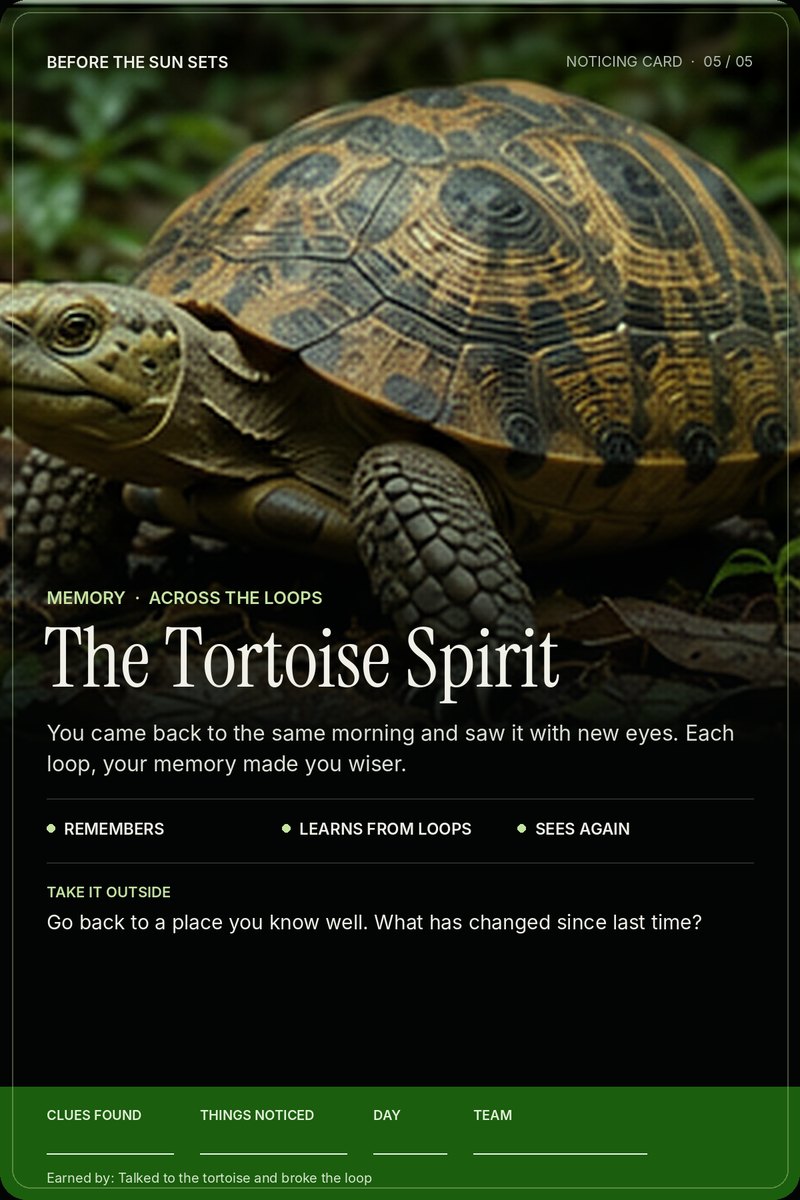 BEFORE THE SUN SETS
NOTICING CARD · 05 / 05
MEMORY · ACROSS THE LOOPS
The Tortoise Spirit
You came back to the same morning and saw it with new eyes. Each
loop, your memory made you wiser.
REMEMBERS
LEARNS FROM LOOPS
SEES AGAIN
TAKE IT OUTSIDE
Go back to a place you know well. What has changed since last time?
CLUES FOUND
THINGS NOTICED
DAY
TEAM
Earned by: Talked to the tortoise and broke the loop